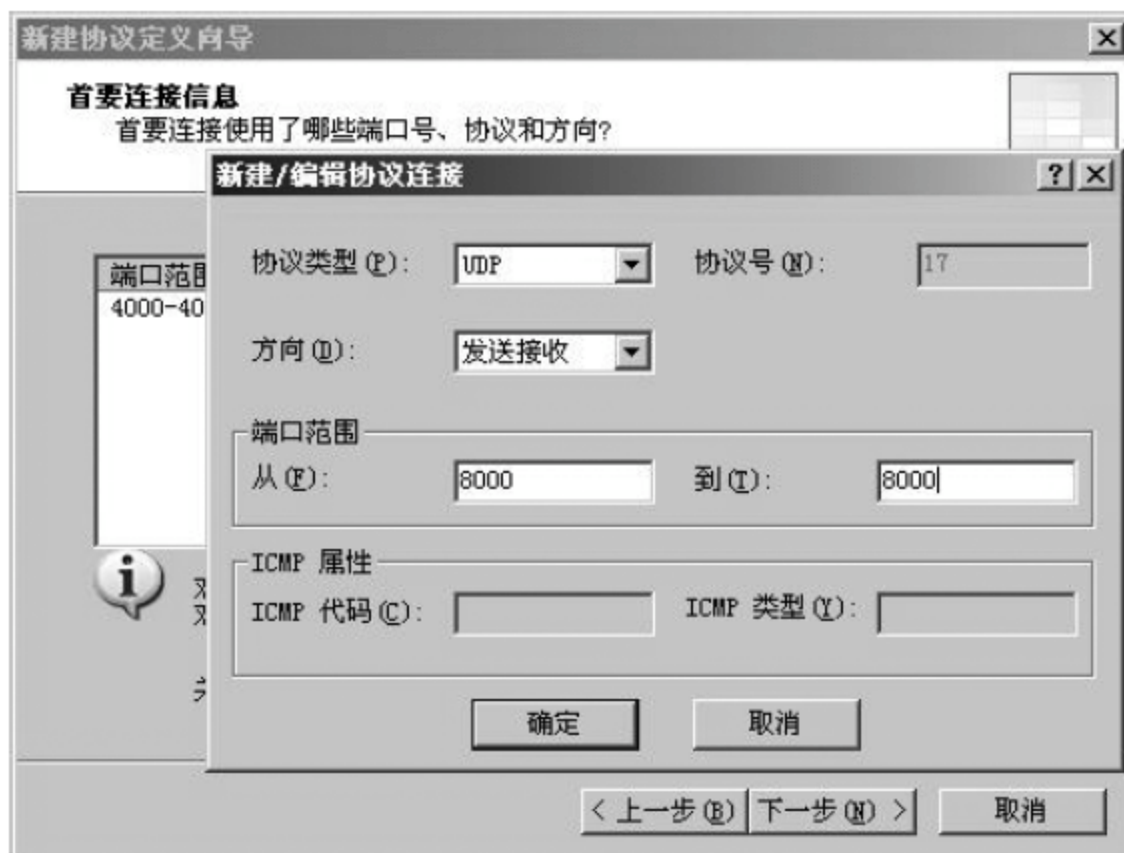 新建协议定义向导
首要连接信息
首要连接使用了哪些端口号、协议和方向?
新建/编辑协议连接
协议类型(P): UDP 协议号(N): 17
端口范围
4000-40
方向(D): 发送接收
端口范围
从(F): 8000 到(T): 8000
ICMP 属性
ICMP 代码(C): ICMP 类型(Y):
确定 取消
< 上一步(B) 下一步(N) > 取消